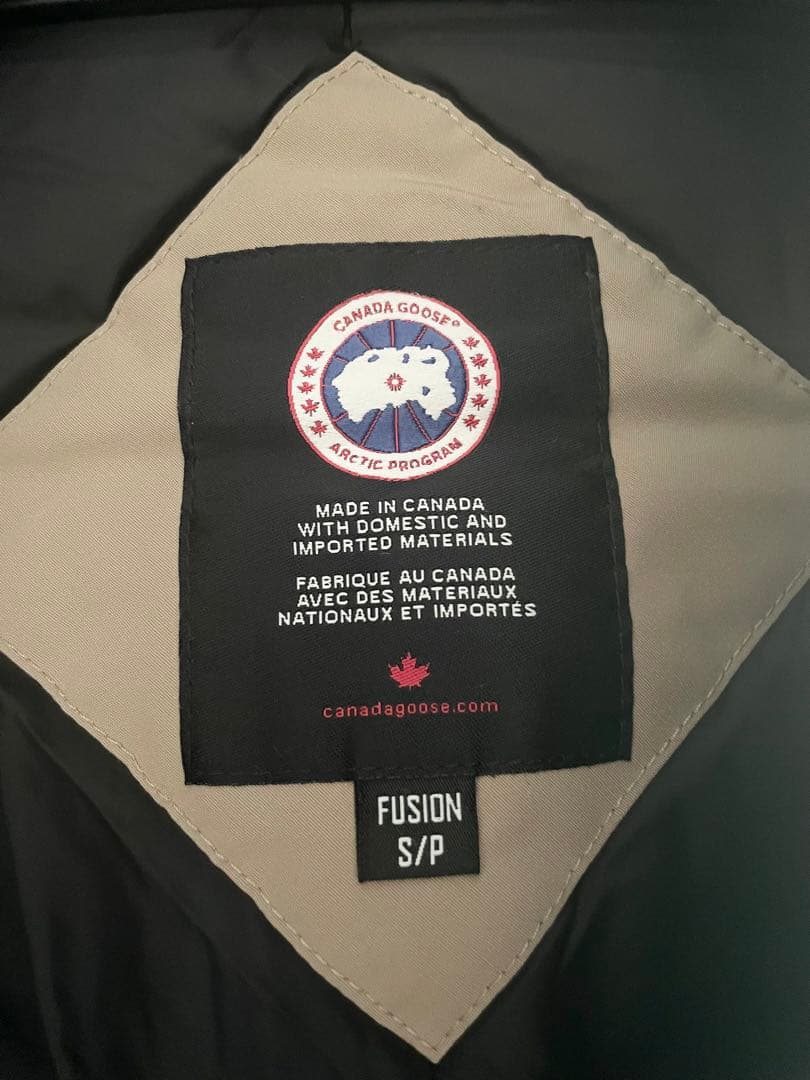 CANADA GOOSE®
ARCTIC PROGRAM
MADE IN CANADA
WITH DOMESTIC AND
IMPORTED MATERIALS
FABRIQUE AU CANADA
AVEC DES MATERIAUX
NATIONAUX ET IMPORTÉS
canadagoose.com
FUSION
S/P